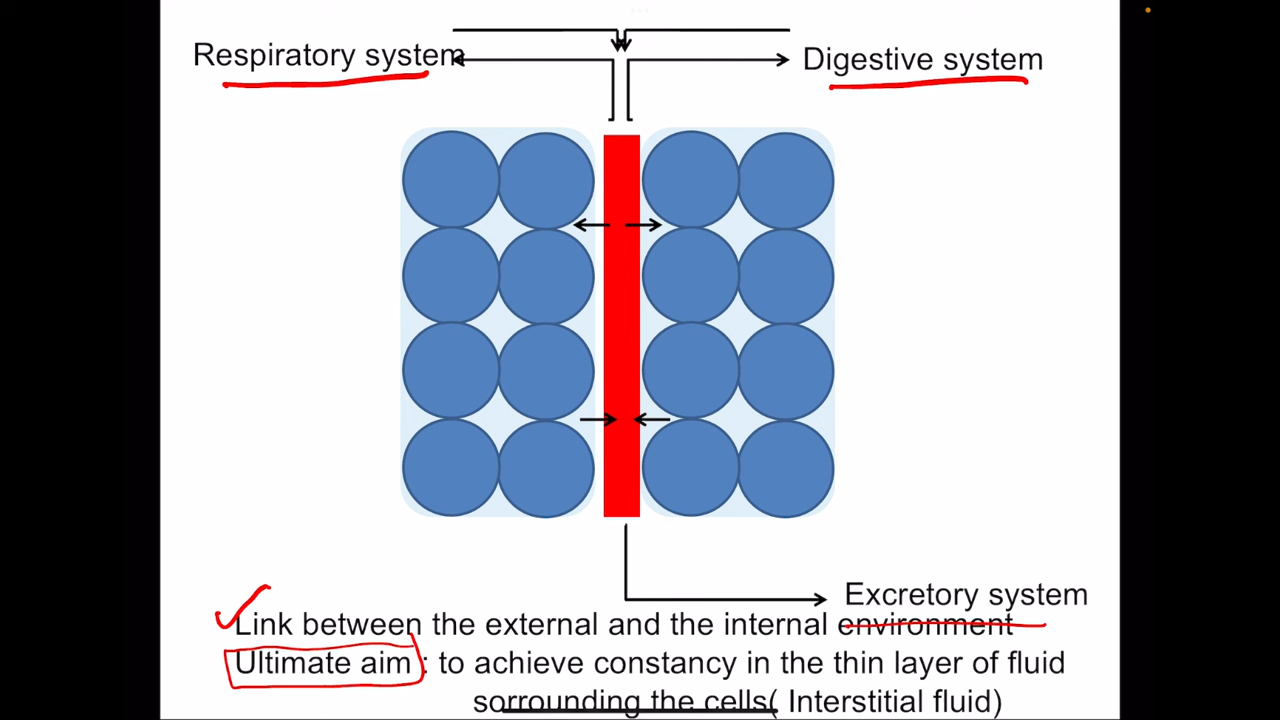 Respiratory system
Digestive system
Excretory system
Link between the external and the internal environment
Ultimate aim : to achieve constancy in the thin layer of fluid
sorrounding the cells( Interstitial fluid)